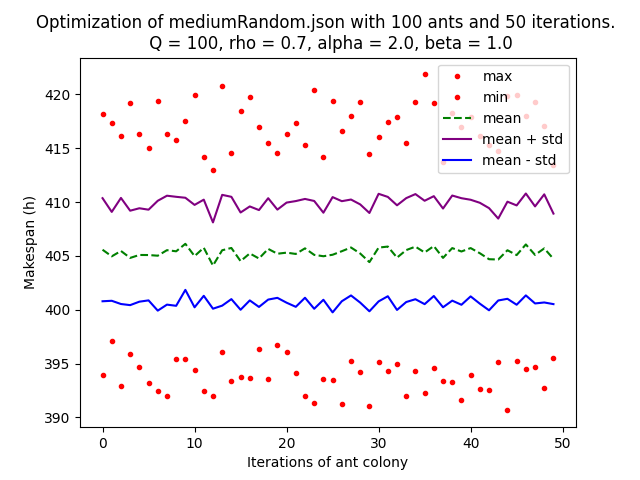 Optimization of mediumRandom.json with 100 ants and 50 iterations.
Q = 100, rho = 0.7, alpha = 2.0, beta = 1.0
max
min
mean
mean + std
mean - std
Makespan (h)
420
415
410
405
400
395
390
0 10 20 30 40 50
Iterations of ant colony